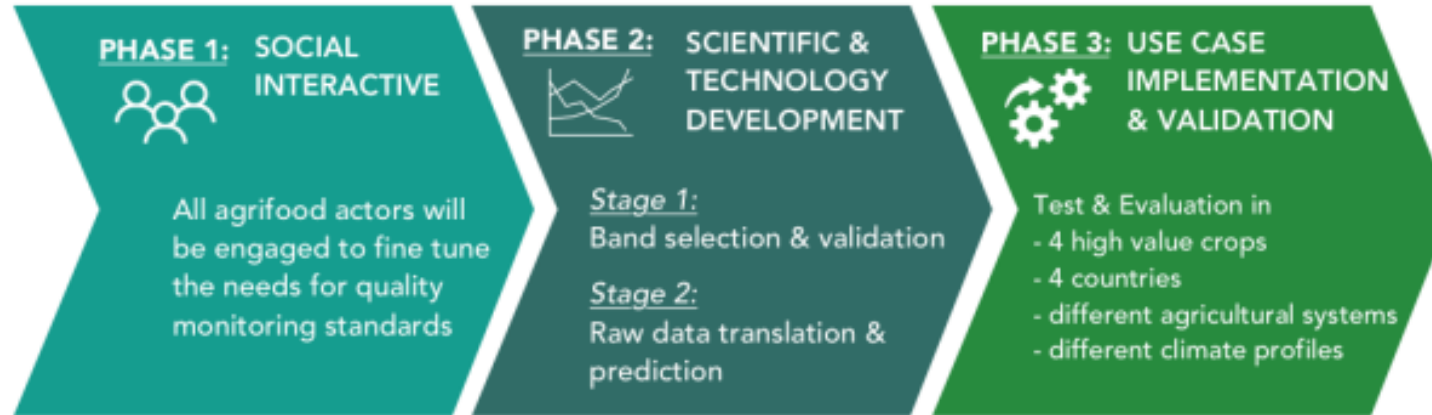 PHASE 1: SOCIAL
INTERACTIVE
All agrifood actors will
be engaged to fine tune
the needs for quality
monitoring standards
PHASE 2: SCIENTIFIC &
TECHNOLOGY
DEVELOPMENT
Stage 1:
Band selection & validation
Stage 2:
Raw data translation &
prediction
PHASE 3: USE CASE
IMPLEMENTATION
& VALIDATION
Test & Evaluation in
- 4 high value crops
- 4 countries
- different agricultural systems
- different climate profiles